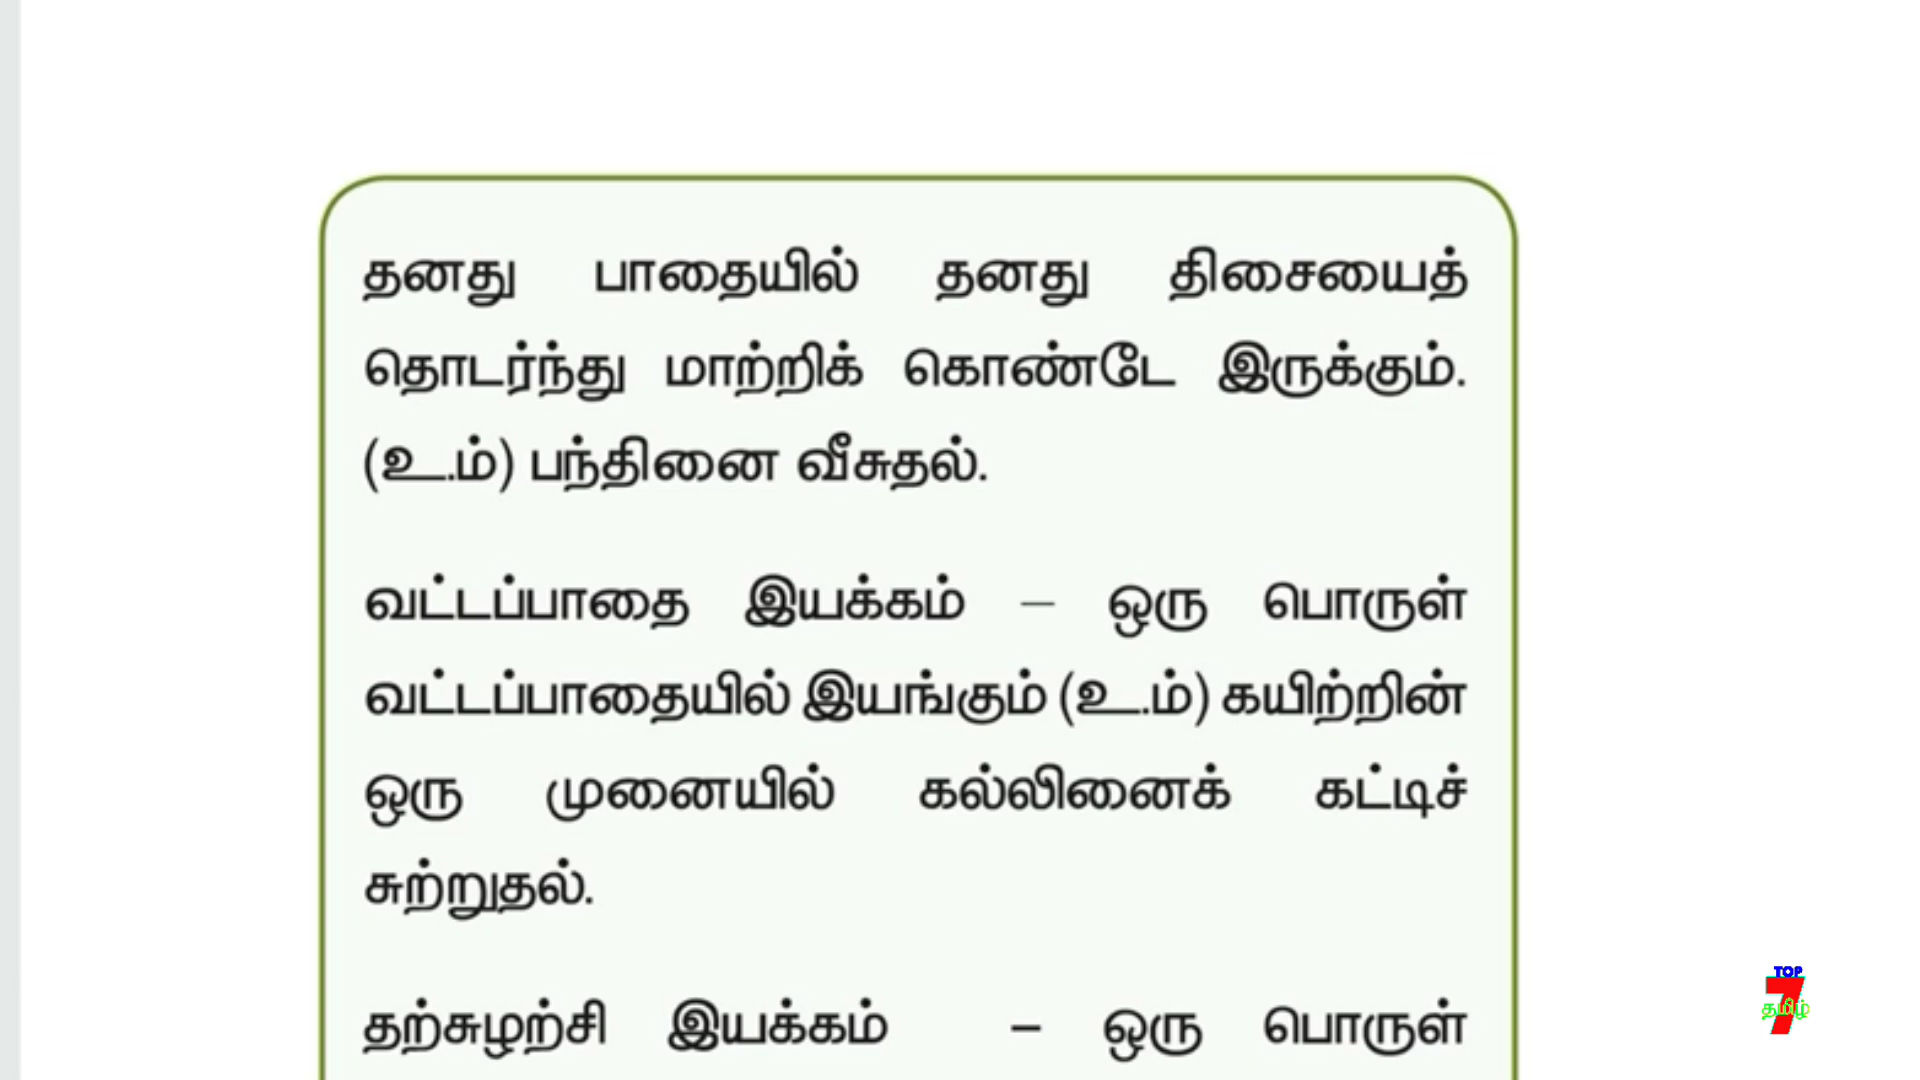 தனது பாதையில் தனது திசையைத்
தொடர்ந்து மாற்றிக் கொண்டே இருக்கும்.
(உ.ம்) பந்தினை வீசுதல்.
வட்டப்பாதை இயக்கம் – ஒரு பொருள்
வட்டப்பாதையில் இயங்கும் (உ.ம்) கயிற்றின்
ஒரு முனையில் கல்லினைக் கட்டிச்
சுற்றுதல்.
தற்சுழற்சி இயக்கம் – ஒரு பொருள்
TOP
7
தமிழ்